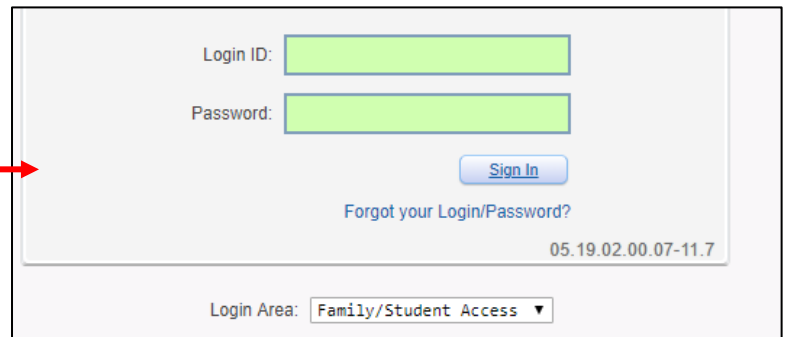 Login ID:
Password:
Sign In
Forgot your Login/Password?
05.19.02.00.07-11.7
Login Area: Family/Student Access ▼